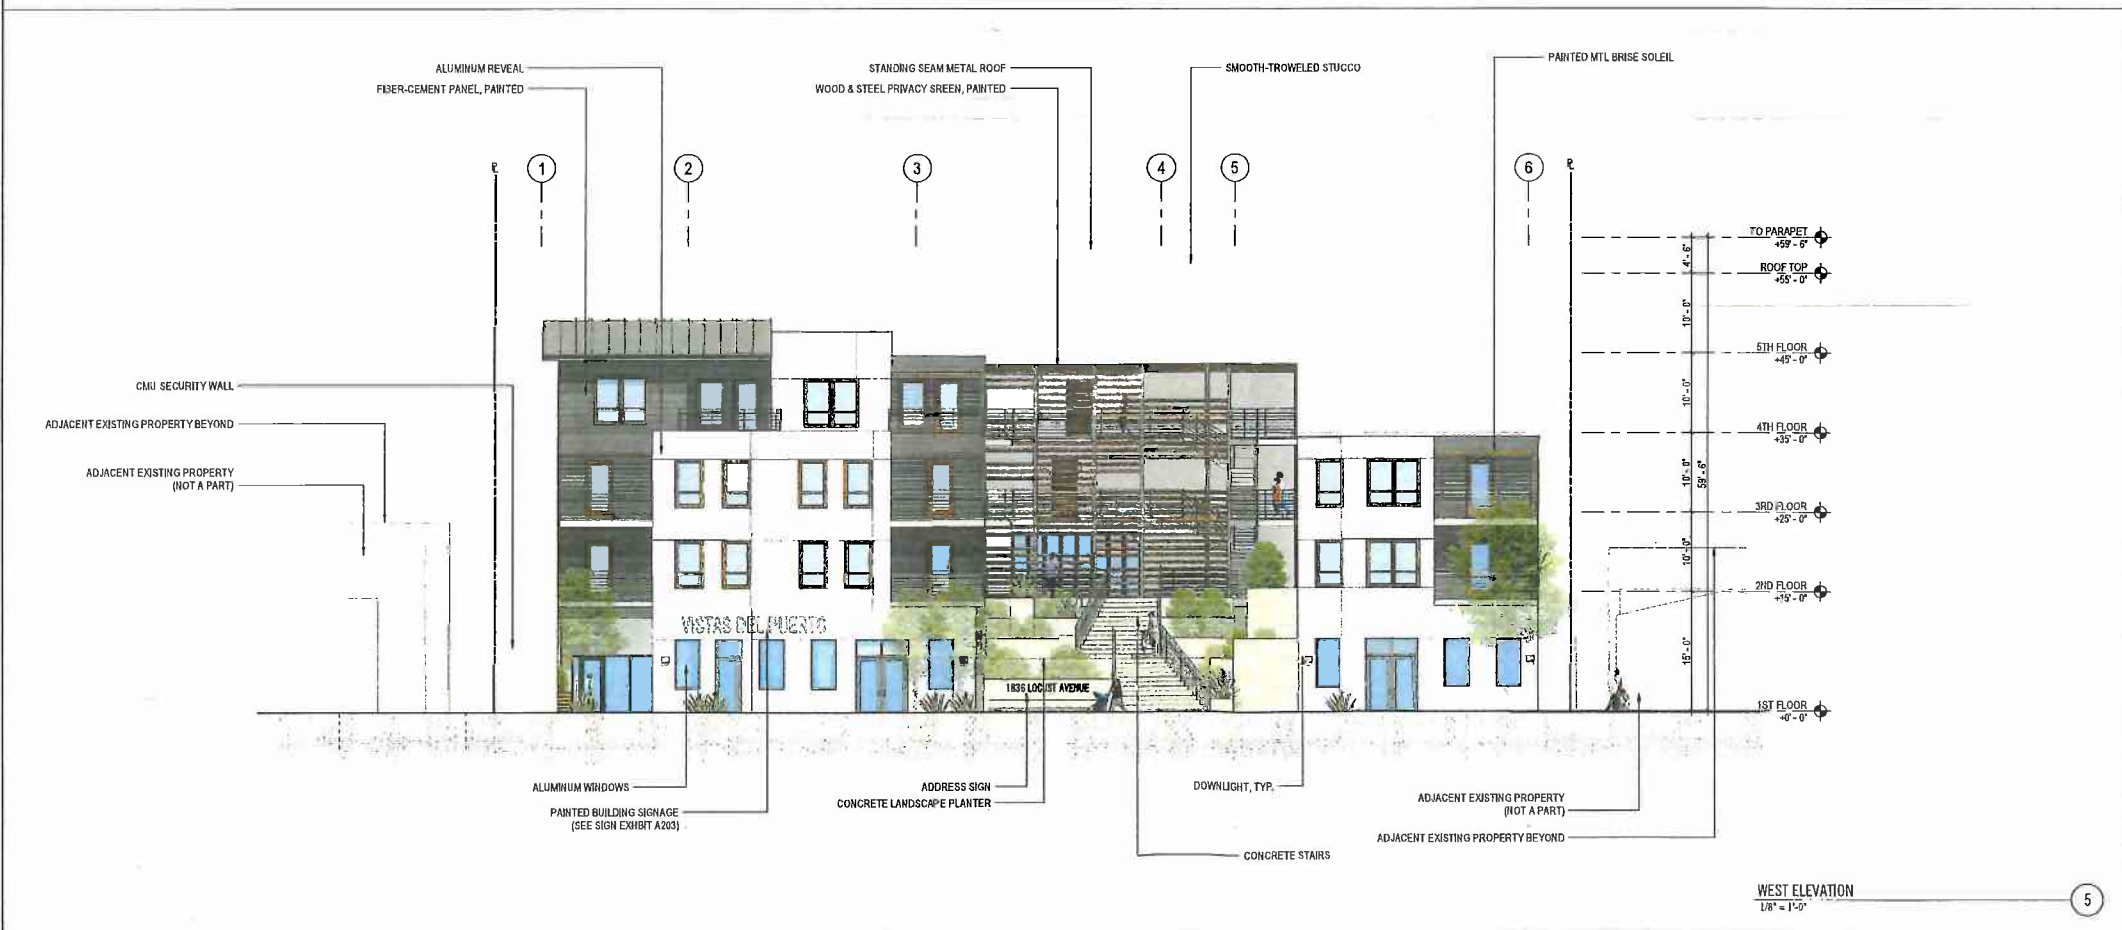 ALUMINUM REVEAL
FIBER-CEMENT PANEL, PAINTED
STANDING SEAM METAL ROOF
WOOD & STEEL PRIVACY SREEN, PAINTED
SMOOTH-TROWELED STUCCO
PAINTED MTL BRISE SOLEIL
1
2
3
4
5
6
TO PARAPET
+59' - 6"
4' - 6"
ROOF TOP
+55' - 0"
10' - 0"
5TH FLOOR
+45' - 0"
10' - 0"
4TH FLOOR
+35' - 0"
10' - 0"
59' - 6"
3RD FLOOR
+25' - 0"
10' - 0"
2ND FLOOR
+15' - 0"
15' - 0"
1ST FLOOR
+0' - 0"
CMU SECURITY WALL
ADJACENT EXISTING PROPERTY BEYOND
ADJACENT EXISTING PROPERTY
(NOT A PART)
VISTAS DEL PUENTO
1836 LOCUST AVENUE
ALUMINUM WINDOWS
PAINTED BUILDING SIGNAGE
(SEE SIGN EXHIBIT A203)
ADDRESS SIGN
CONCRETE LANDSCAPE PLANTER
DOWNLIGHT, TYP.
CONCRETE STAIRS
ADJACENT EXISTING PROPERTY
(NOT A PART)
ADJACENT EXISTING PROPERTY BEYOND
WEST ELEVATION
1/8" = 1'-0"
5